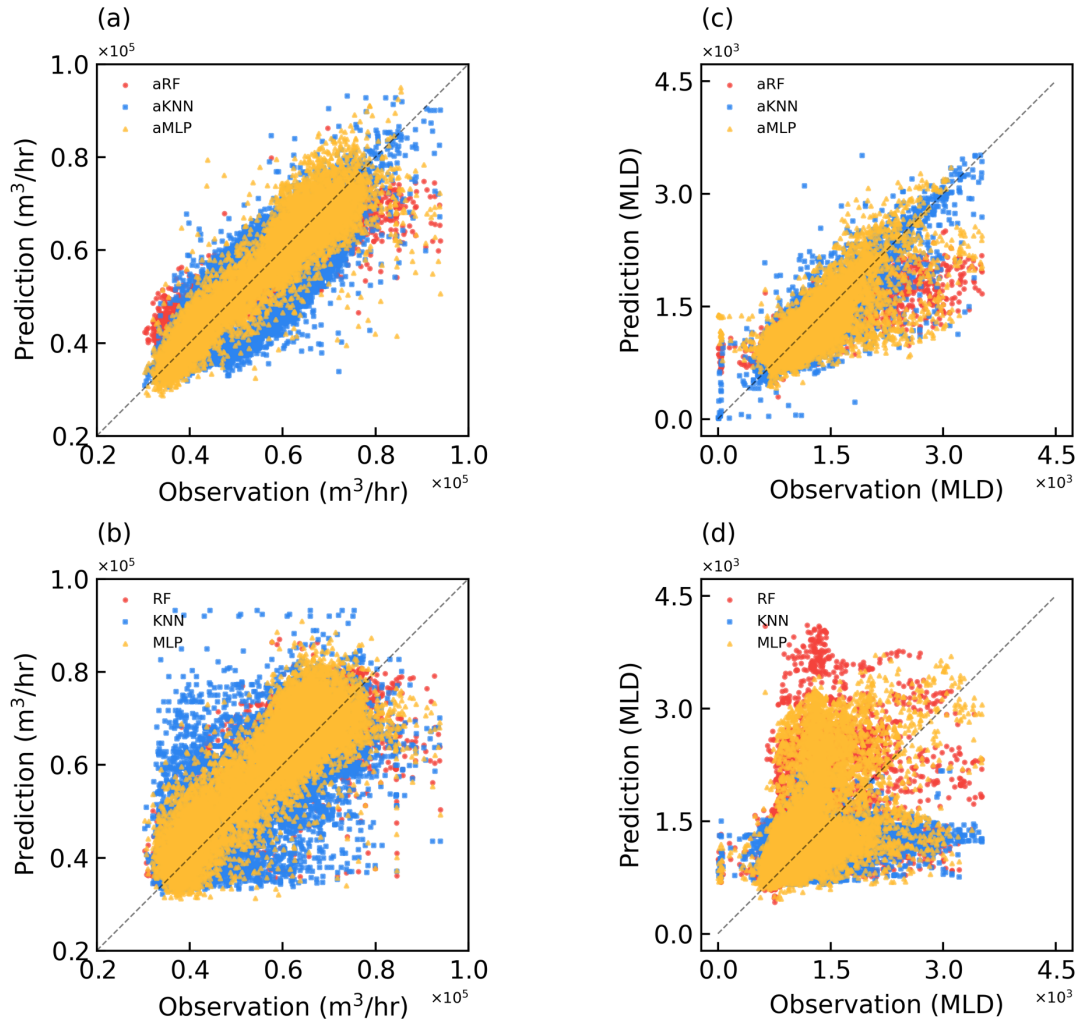 (a)
×10⁵
1.0
0.8
0.6
0.4
0.2
Prediction (m³/hr)
aRF
aKNN
aMLP
0.2 0.4 0.6 0.8 1.0
Observation (m³/hr) ×10⁵
(c)
×10³
4.5
3.0
1.5
0.0
Prediction (MLD)
aRF
aKNN
aMLP
0.0 1.5 3.0 4.5
Observation (MLD) ×10³
(b)
×10⁵
1.0
0.8
0.6
0.4
0.2
Prediction (m³/hr)
RF
KNN
MLP
0.2 0.4 0.6 0.8 1.0
Observation (m³/hr) ×10⁵
(d)
×10³
4.5
3.0
1.5
0.0
Prediction (MLD)
RF
KNN
MLP
0.0 1.5 3.0 4.5
Observation (MLD) ×10³